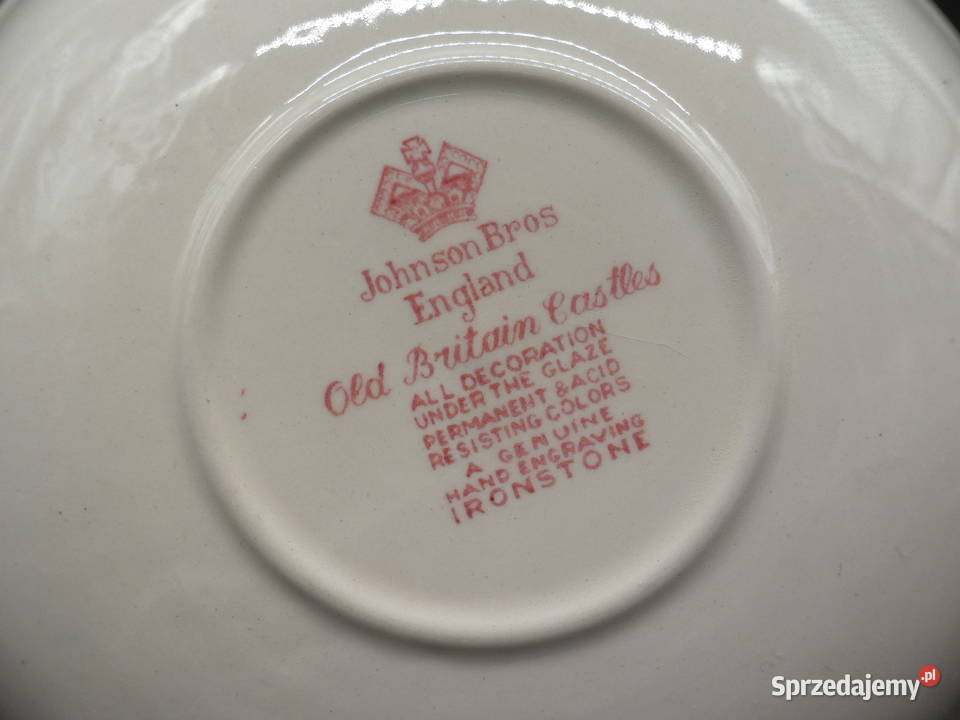 Johnson Bros
England
Old Britain Castles
ALL DECORATION
UNDER THE GLAZE
PERMANENT & ACID
RESISTING COLORS
A GENUINE
HAND ENGRAVING
IRONSTONE
Sprzedajemy.pl